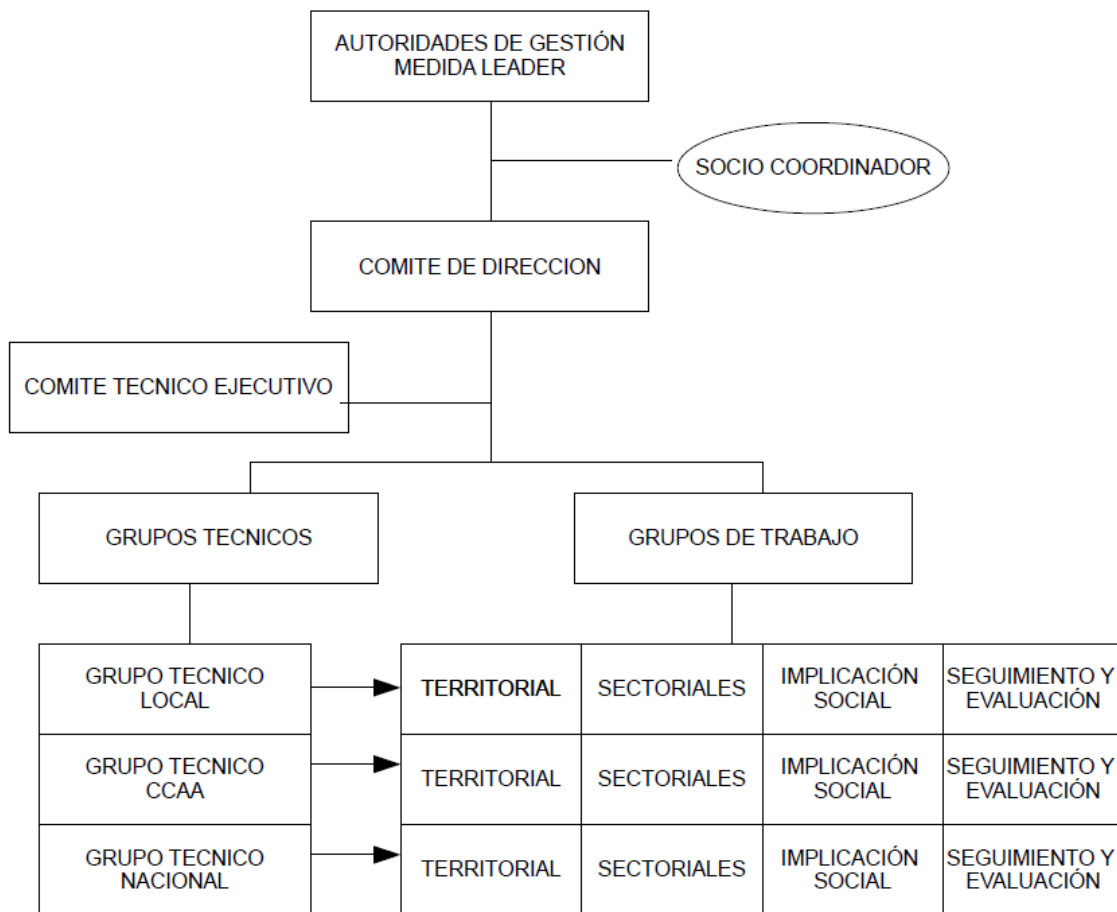 AUTORIDADES DE GESTIÓN
MEDIDA LEADER
SOCIO COORDINADOR
COMITE DE DIRECCION
COMITE TECNICO EJECUTIVO
GRUPOS TECNICOS
GRUPOS DE TRABAJO
GRUPO TECNICO
LOCAL
TERRITORIAL
SECTORIALES
IMPLICACIÓN
SOCIAL
SEGUIMIENTO Y
EVALUACIÓN
GRUPO TECNICO
CCAA
TERRITORIAL
SECTORIALES
IMPLICACIÓN
SOCIAL
SEGUIMIENTO Y
EVALUACIÓN
GRUPO TECNICO
NACIONAL
TERRITORIAL
SECTORIALES
IMPLICACIÓN
SOCIAL
SEGUIMIENTO Y
EVALUACIÓN